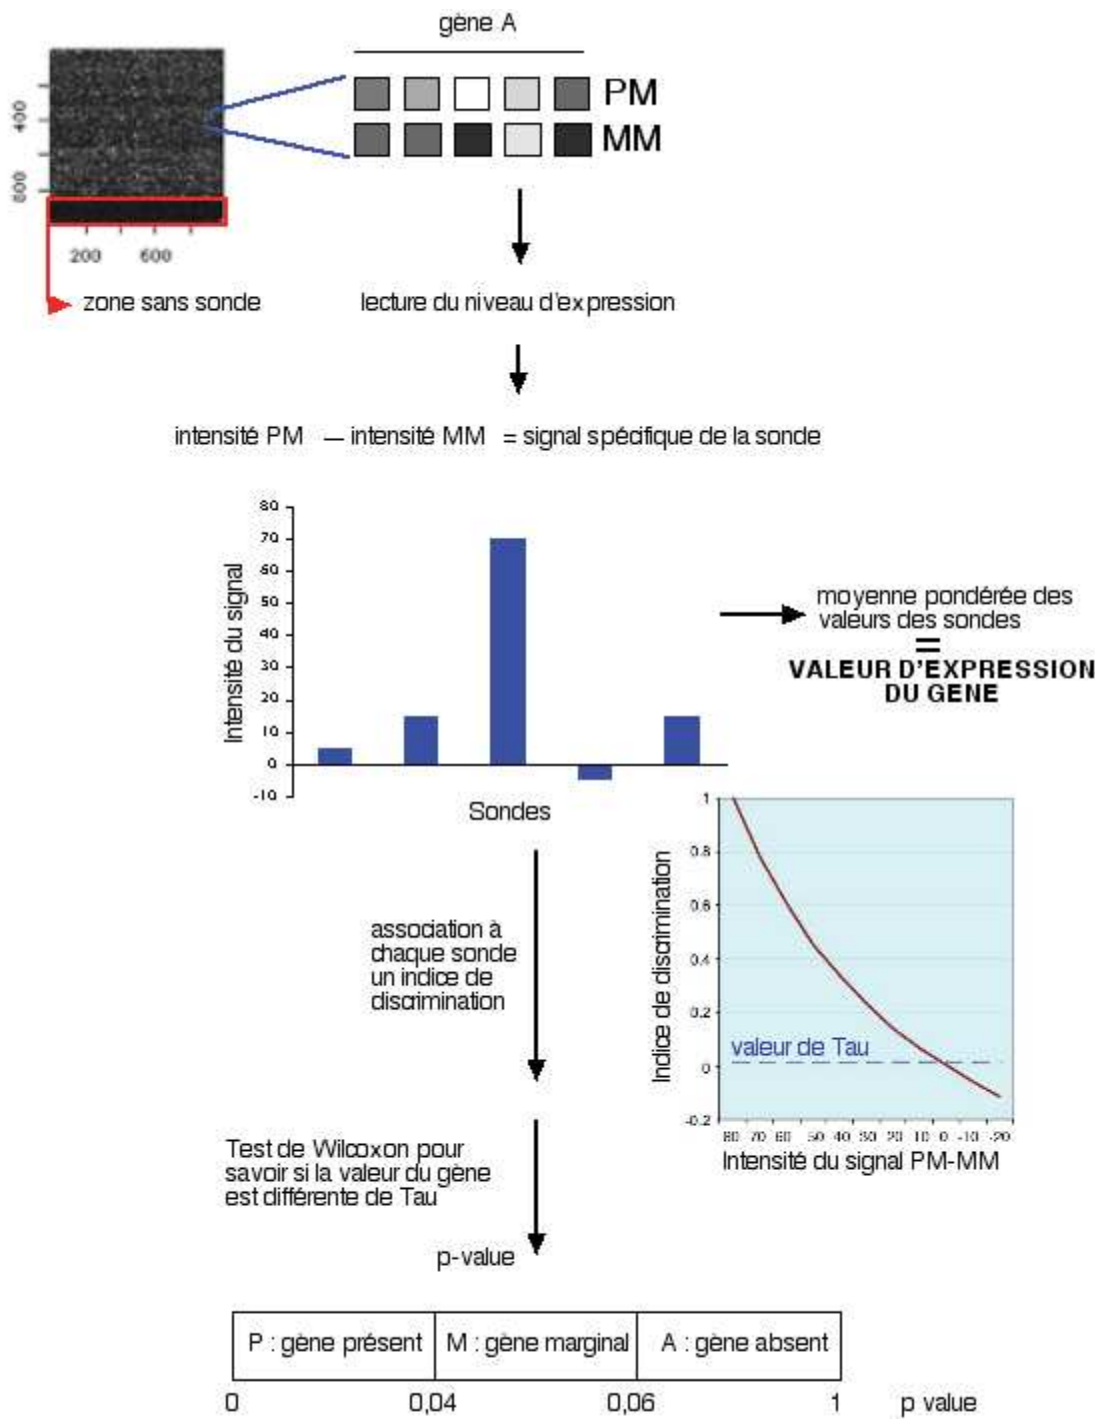 gène A
PM
MM
400
800
200 600
zone sans sonde
lecture du niveau d'expression
intensité PM – intensité MM = signal spécifique de la sonde
80
70
60
50
40
30
20
10
0
-10
Intensité du signal
Sondes
moyenne pondérée des
valeurs des sondes
=
VALEUR D'EXPRESSION
DU GENE
association à
chaque sonde
un indice de
discrimination
1
0.8
0.6
0.4
0.2
0
-0.2
Indice de discrimination
valeur de Tau
80 70 60 50 40 30 20 10 0 -10 -20
Intensité du signal PM-MM
Test de Wilcoxon pour
savoir si la valeur du gène
est différente de Tau
p-value
P : gène présent M : gène marginal A : gène absent
0 0,04 0,06 1 p value